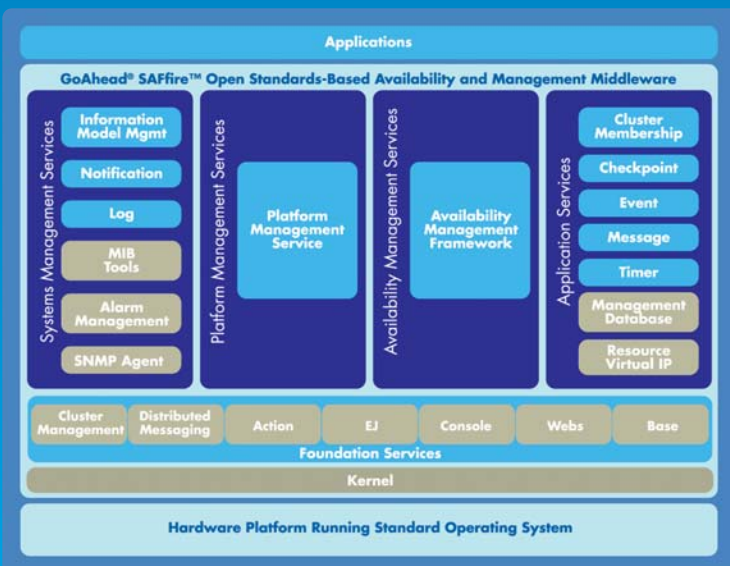 Applications
GoAhead® SAFfire™ Open Standards-Based Availability and Management Middleware
Systems Management Services
Information
Model Mgmt
Notification
Log
MIB
Tools
Alarm
Management
SNMP Agent
Platform Management Services
Platform
Management
Service
Availability Management Services
Availability
Management
Framework
Application Services
Cluster
Membership
Checkpoint
Event
Message
Timer
Management
Database
Resource
Virtual IP
Cluster
Management
Distributed
Messaging
Action
EJ
Console
Webs
Base
Foundation Services
Kernel
Hardware Platform Running Standard Operating System